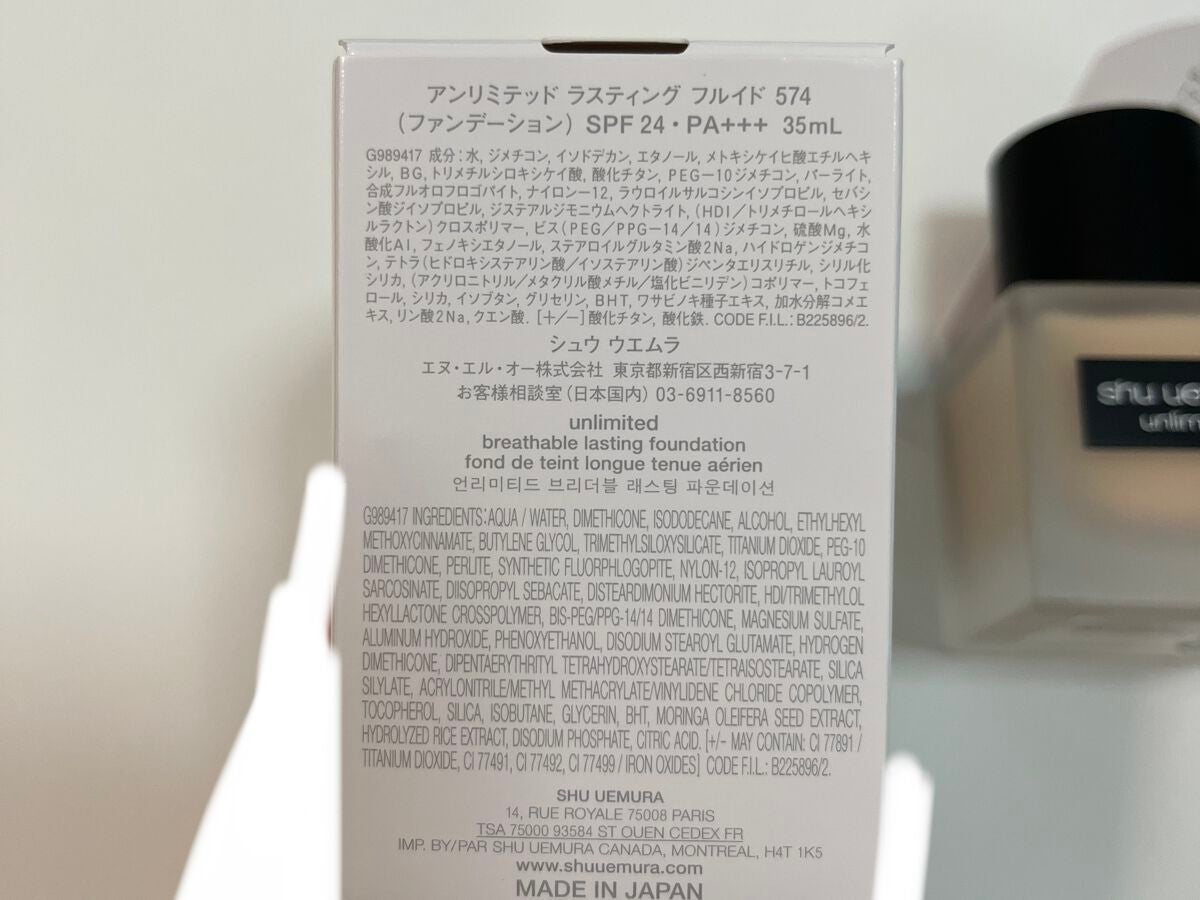 アンリミテッド ラスティング フルイド 574
(ファンデーション) SPF 24・PA+++ 35mL
G989417 成分：水, ジメチコン, イソドデカン, エタノール, メトキシケイヒ酸エチルヘキ
シル, BG, トリメチルシロキシケイ酸, 酸化チタン, PEG－10ジメチコン, パーライト,
合成フルオロフロゴパイト, ナイロン－12, ラウロイルサルコシンイソプロピル, セバシ
ン酸ジイソプロピル, ジステアルジモニウムヘクトライト, (HDI／トリメチロールヘキシ
ルラクトン) クロスポリマー, ビス (PEG／PPG－14／14) ジメチコン, 硫酸Mg, 水
酸化Al, フェノキシエタノール, ステアロイルグルタミン酸2Na, ハイドロゲンジメチコ
ン, テトラ (ヒドロキシステアリン酸／イソステアリン酸) ジペンタエリスリチル, シリル化
シリカ, (アクリロニトリル／メタクリル酸メチル／塩化ビニリデン) コポリマー, トコフェ
ロール, シリカ, イソブタン, グリセリン, BHT, ワサビノキ種子エキス, 加水分解コメエ
キス, リン酸2Na, クエン酸. [＋/－] 酸化チタン, 酸化鉄. CODE F.I.L.: B225896/2.
シュウ ウエムラ
エヌ・エル・オー株式会社 東京都新宿区西新宿3-7-1
お客様相談室 (日本国内) 03-6911-8560
unlimited
breathable lasting foundation
fond de teint longue tenue aérien
언리미티드 브리더블 래스팅 파운데이션
G989417 INGREDIENTS: AQUA / WATER, DIMETHICONE, ISODODECANE, ALCOHOL, ETHYLHEXYL
METHOXYCINNAMATE, BUTYLENE GLYCOL, TRIMETHYLSILOXYSILICATE, TITANIUM DIOXIDE, PEG-10
DIMETHICONE, PERLITE, SYNTHETIC FLUORPHLOGOPITE, NYLON-12, ISOPROPYL LAUROYL
SARCOSINATE, DIISOPROPYL SEBACATE, DISTEARDIMONIUM HECTORITE, HDI/TRIMETHYLOL
HEXYLLACTONE CROSSPOLYMER, BIS-PEG/PPG-14/14 DIMETHICONE, MAGNESIUM SULFATE,
ALUMINUM HYDROXIDE, PHENOXYETHANOL, DISODIUM STEAROYL GLUTAMATE, HYDROGEN
DIMETHICONE, DIPENTAERYTHRITYL TETRAHYDROXYSTEARATE/TETRAISOSTEARATE, SILICA
SILYLATE, ACRYLONITRILE/METHYL METHACRYLATE/VINYLIDENE CHLORIDE COPOLYMER,
TOCOPHEROL, SILICA, ISOBUTANE, GLYCERIN, BHT, MORINGA OLEIFERA SEED EXTRACT,
HYDROLYZED RICE EXTRACT, DISODIUM PHOSPHATE, CITRIC ACID. [+/- MAY CONTAIN: CI 77891 /
TITANIUM DIOXIDE, CI 77491, CI 77492, CI 77499 / IRON OXIDES] CODE F.I.L.: B225896/2.
SHU UEMURA
14, RUE ROYALE 75008 PARIS
TSA 75000 93584 ST OUEN CEDEX FR
IMP. BY/PAR SHU UEMURA CANADA, MONTREAL, H4T 1K5
www.shuuemura.com
MADE IN JAPAN
shu ue
unlim